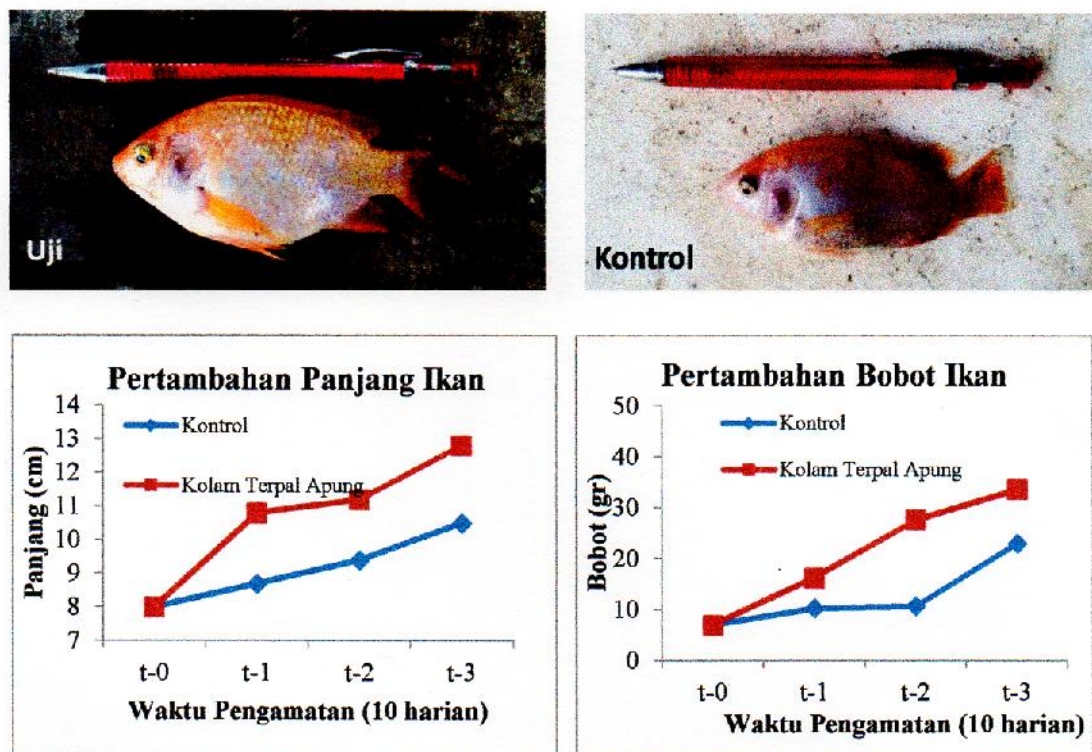 Uji
Kontrol
Pertambahan Panjang Ikan
14
13
12
11
10
9
8
7
Panjang (cm)
Kontrol
Kolam Terpal Apung
t-0 t-1 t-2 t-3
Waktu Pengamatan (10 harian)
Pertambahan Bobot Ikan
50
40
30
20
10
0
Bobot (gr)
Kontrol
Kolam Terpal Apung
t-0 t-1 t-2 t-3
Waktu Pengamatan (10 harian)